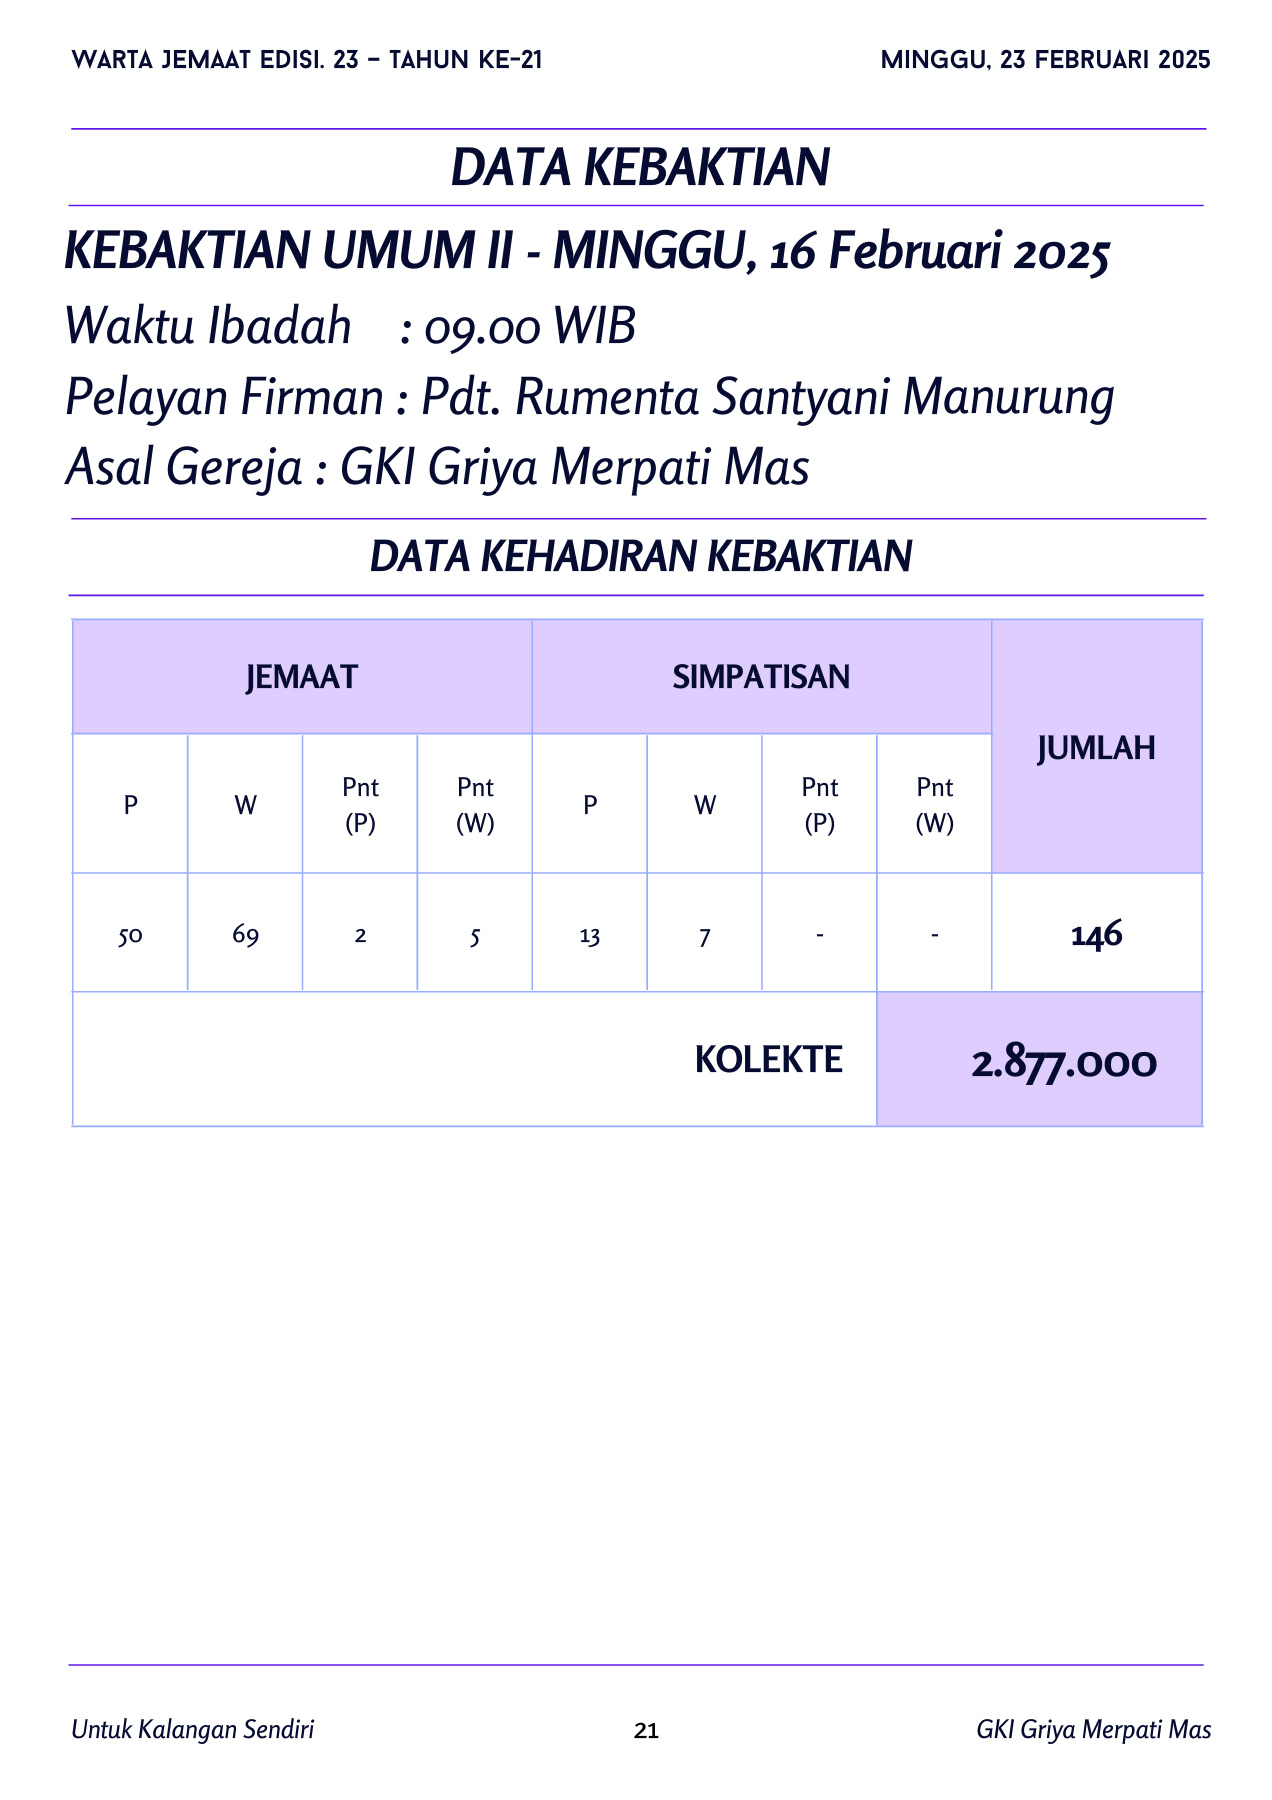 WARTA JEMAAT EDISI. 23 – TAHUN KE-21
MINGGU, 23 FEBRUARI 2025
DATA KEBAKTIAN
KEBAKTIAN UMUM II - MINGGU, 16 Februari 2025
Waktu Ibadah : 09.00 WIB
Pelayan Firman : Pdt. Rumenta Santyani Manurung
Asal Gereja : GKI Griya Merpati Mas
DATA KEHADIRAN KEBAKTIAN
JEMAAT SIMPATISAN JUMLAH
P W Pnt (P) Pnt (W) P W Pnt (P) Pnt (W)
50 69 2 5 13 7 - - 146
KOLEKTE 2.877.000
Untuk Kalangan Sendiri 21 GKI Griya Merpati Mas